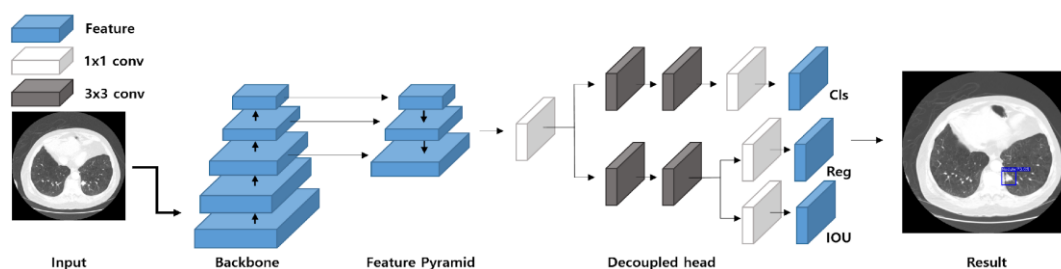 Feature
1x1 conv
3x3 conv
Cls
Reg
IOU
Input
Backbone
Feature Pyramid
Decoupled head
Result